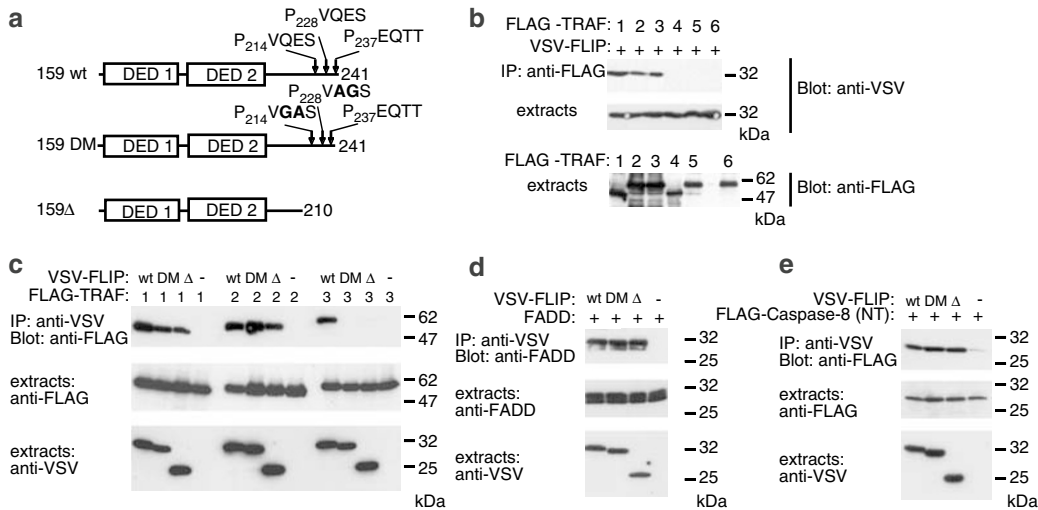 a
P228VQES
P214VQES
P237EQTT
159 wt
DED 1
DED 2
241
P228VAGS
P214VGAS
P237EQTT
159 DM
DED 1
DED 2
241
159Δ
DED 1
DED 2
210
b
FLAG -TRAF: 1 2 3 4 5 6
VSV-FLIP: + + + + + +
IP: anti-FLAG
32
extracts
32
kDa
Blot: anti-VSV
FLAG -TRAF: 1 2 3 4 5 6
extracts
62
47
kDa
Blot: anti-FLAG
c
VSV-FLIP: wt DM Δ - wt DM Δ - wt DM Δ -
FLAG-TRAF: 1 1 1 1 2 2 2 2 3 3 3 3
IP: anti-VSV
Blot: anti-FLAG
62
47
extracts:
anti-FLAG
62
47
extracts:
anti-VSV
32
25
kDa
d
VSV-FLIP: wt DM Δ -
FADD: + + + +
IP: anti-VSV
Blot: anti-FADD
32
25
extracts:
anti-FADD
32
25
extracts:
anti-VSV
32
25
kDa
e
VSV-FLIP: wt DM Δ -
FLAG-Caspase-8 (NT): + + + +
IP: anti-VSV
Blot: anti-FLAG
32
25
extracts:
anti-FLAG
32
25
extracts:
anti-VSV
32
25
kDa